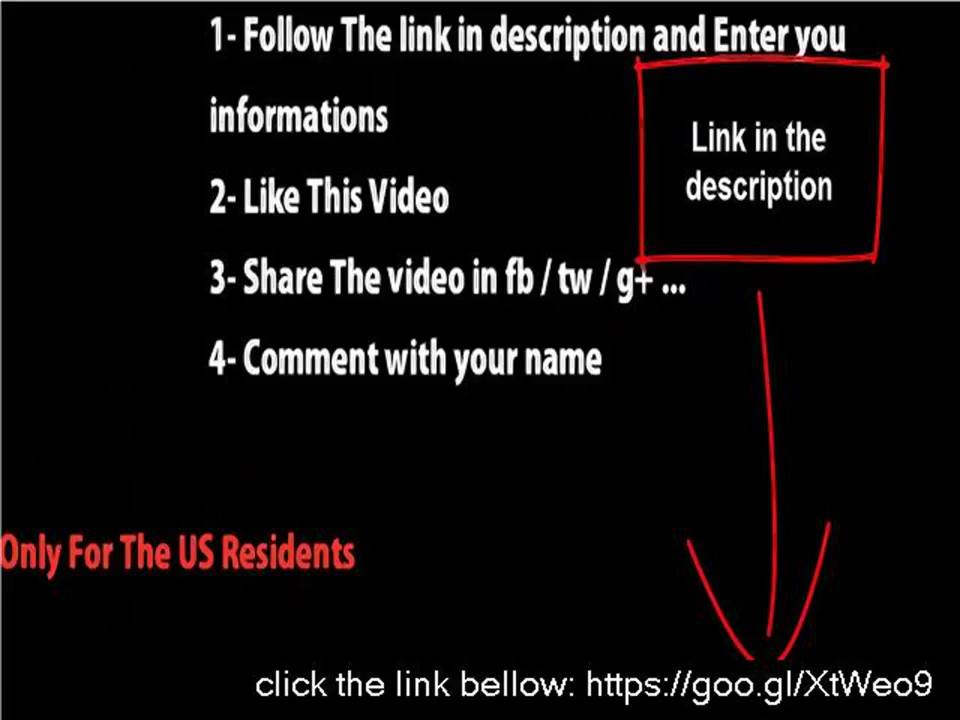 1- Follow The link in description and Enter you
informations
Link in the
description
2- Like This Video
3- Share The video in fb / tw / g+ ...
4- Comment with your name
Only For The US Residents
click the link bellow: https://goo.gl/XtWeo9